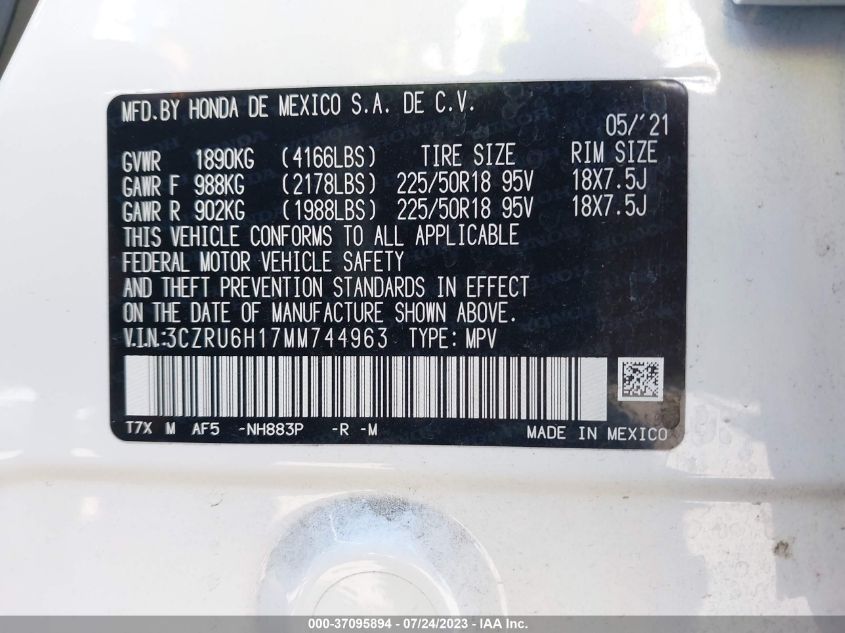 MFD.BY HONDA DE MEXICO S.A. DE C.V.
05/'21
GVWR 1890KG (4166LBS) TIRE SIZE RIM SIZE
GAWR F 988KG (2178LBS) 225/50R18 95V 18X7.5J
GAWR R 902KG (1988LBS) 225/50R18 95V 18X7.5J
THIS VEHICLE CONFORMS TO ALL APPLICABLE
FEDERAL MOTOR VEHICLE SAFETY
AND THEFT PREVENTION STANDARDS IN EFFECT
ON THE DATE OF MANUFACTURE SHOWN ABOVE.
V.I.N.:3CZRU6H17MM744963 TYPE: MPV
T7X M AF5 -NH883P -R -M MADE IN MEXICO
000-37095894 - 07/24/2023 - Copyright © IAA, Inc.